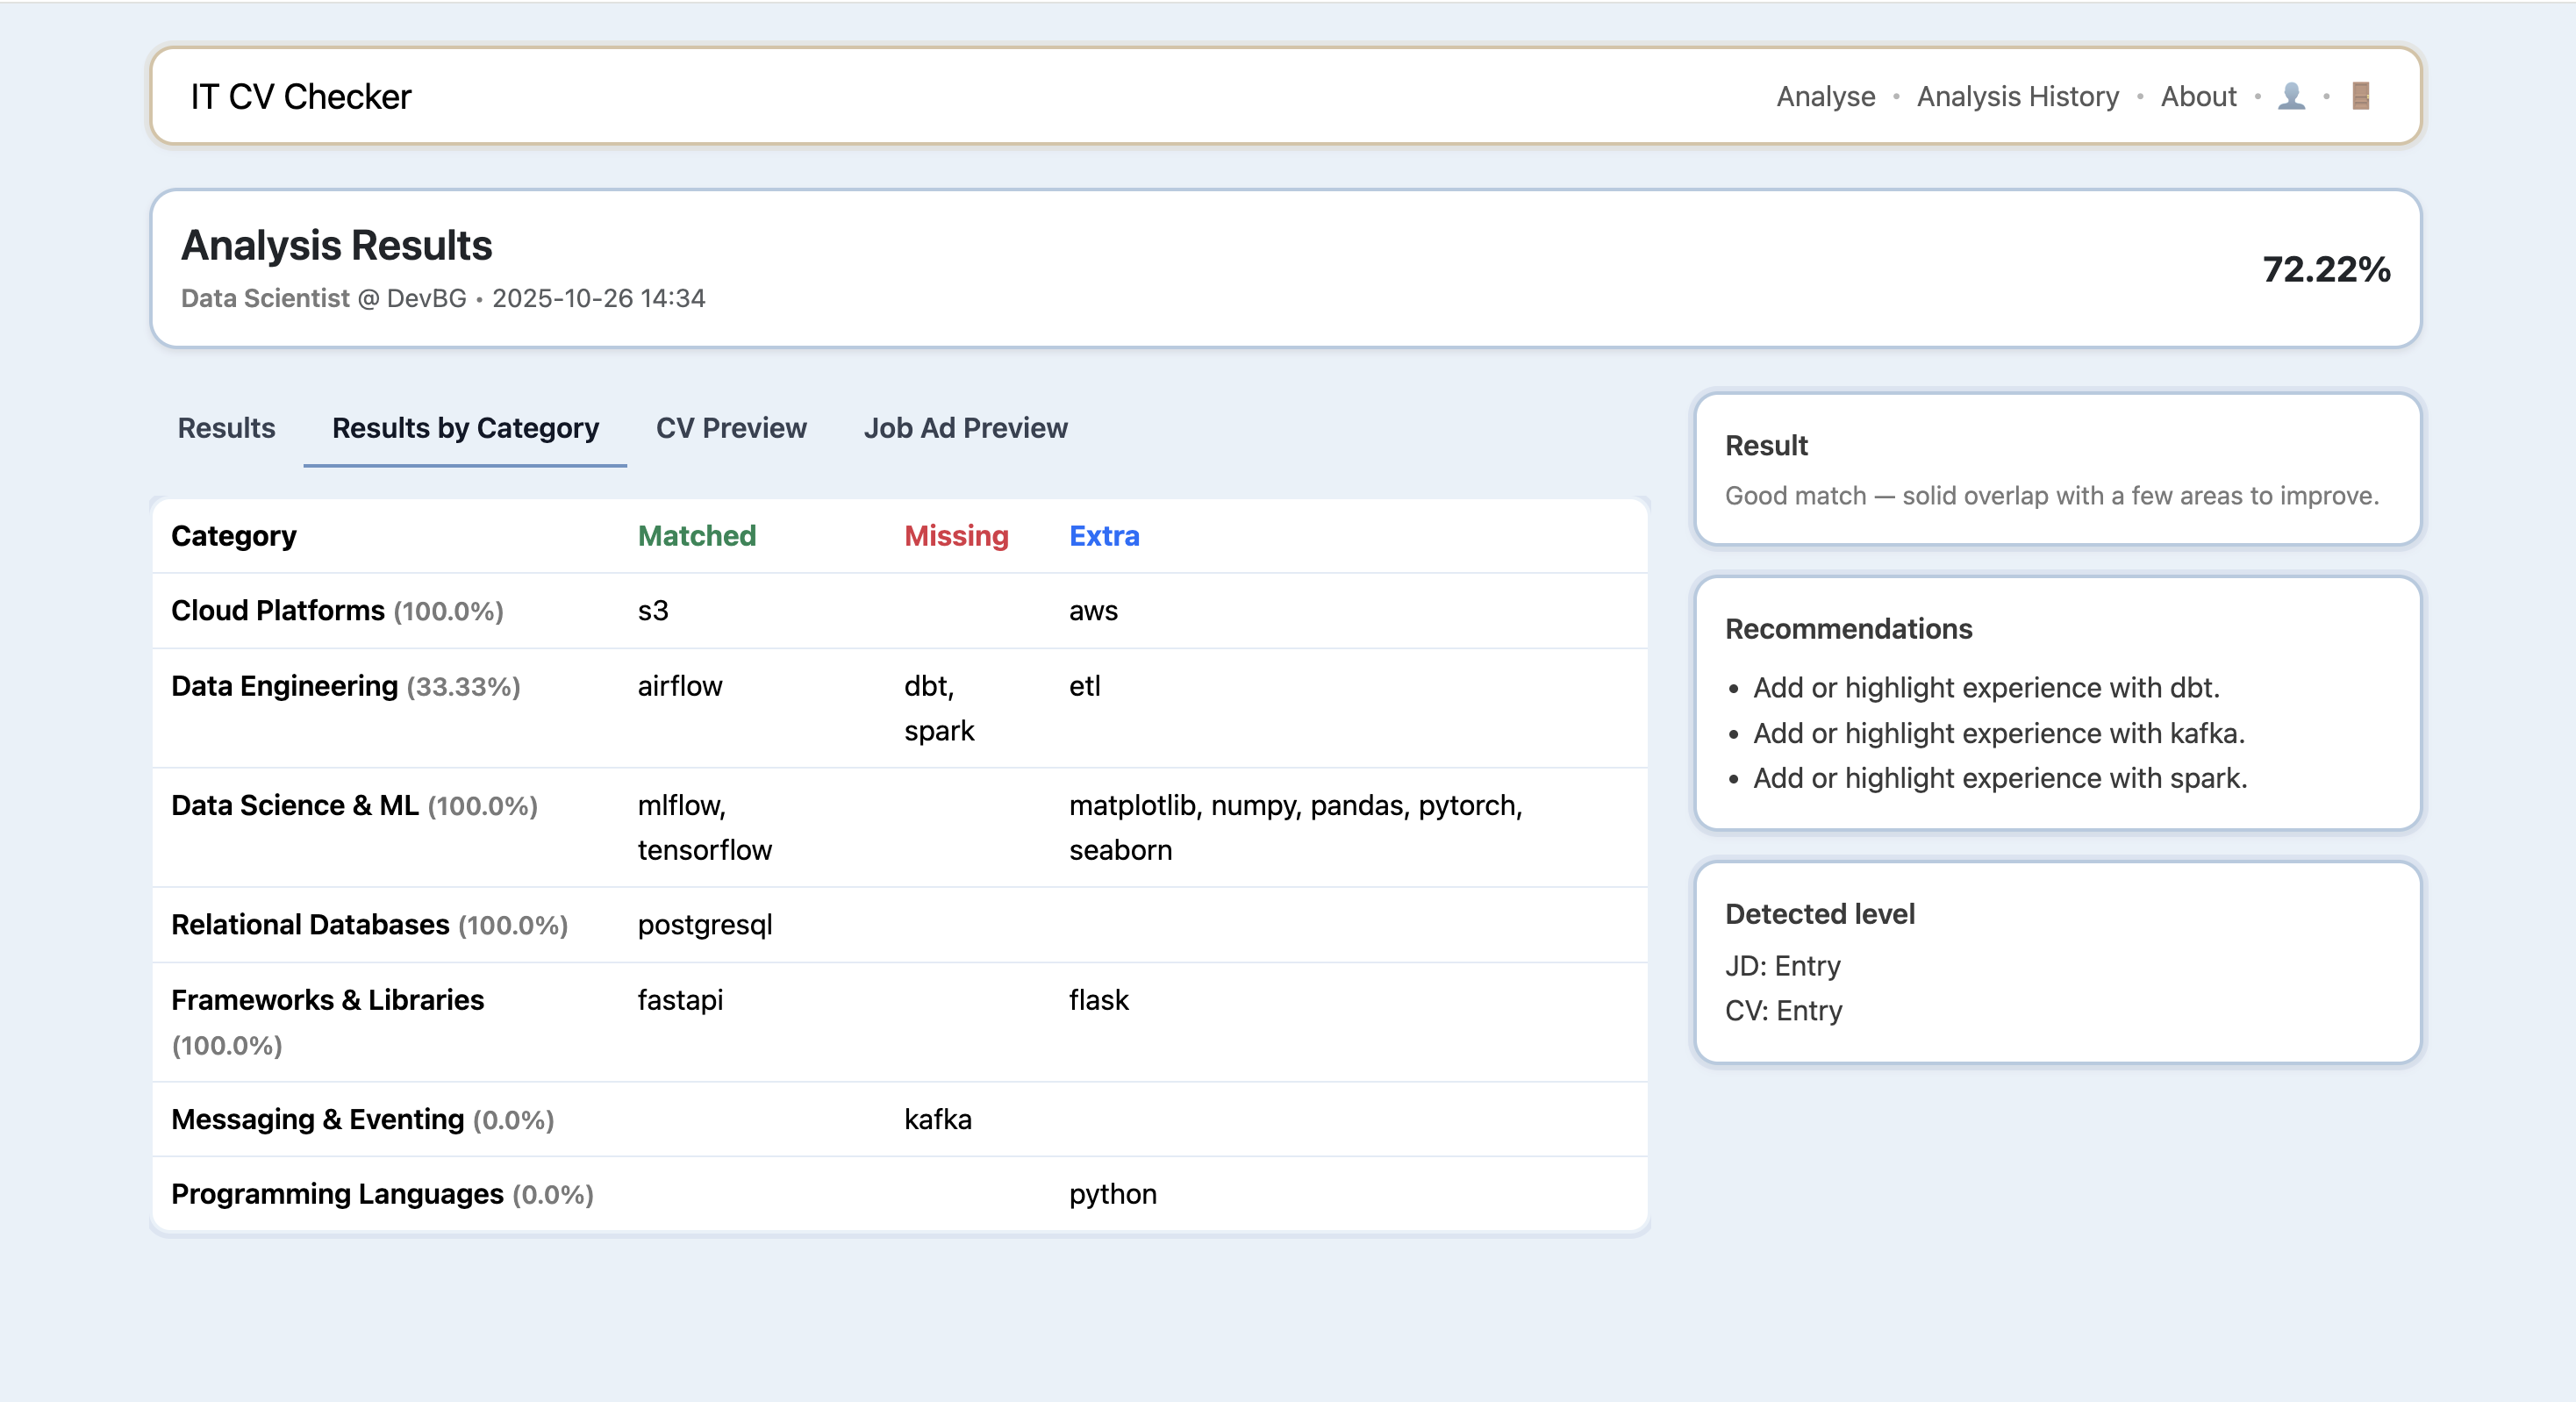 IT CV Checker
Analyse • Analysis History • About • •
Analysis Results
72.22%
Data Scientist @ DevBG • 2025-10-26 14:34
Results Results by Category CV Preview Job Ad Preview
Category Matched Missing Extra
Cloud Platforms (100.0%) s3 aws
Data Engineering (33.33%) airflow dbt, etl
spark
Data Science & ML (100.0%) mlflow, matplotlib, numpy, pandas, pytorch,
tensorflow seaborn
Relational Databases (100.0%) postgresql
Frameworks & Libraries fastapi flask
(100.0%)
Messaging & Eventing (0.0%) kafka
Programming Languages (0.0%) python
Result
Good match — solid overlap with a few areas to improve.
Recommendations
• Add or highlight experience with dbt.
• Add or highlight experience with kafka.
• Add or highlight experience with spark.
Detected level
JD: Entry
CV: Entry